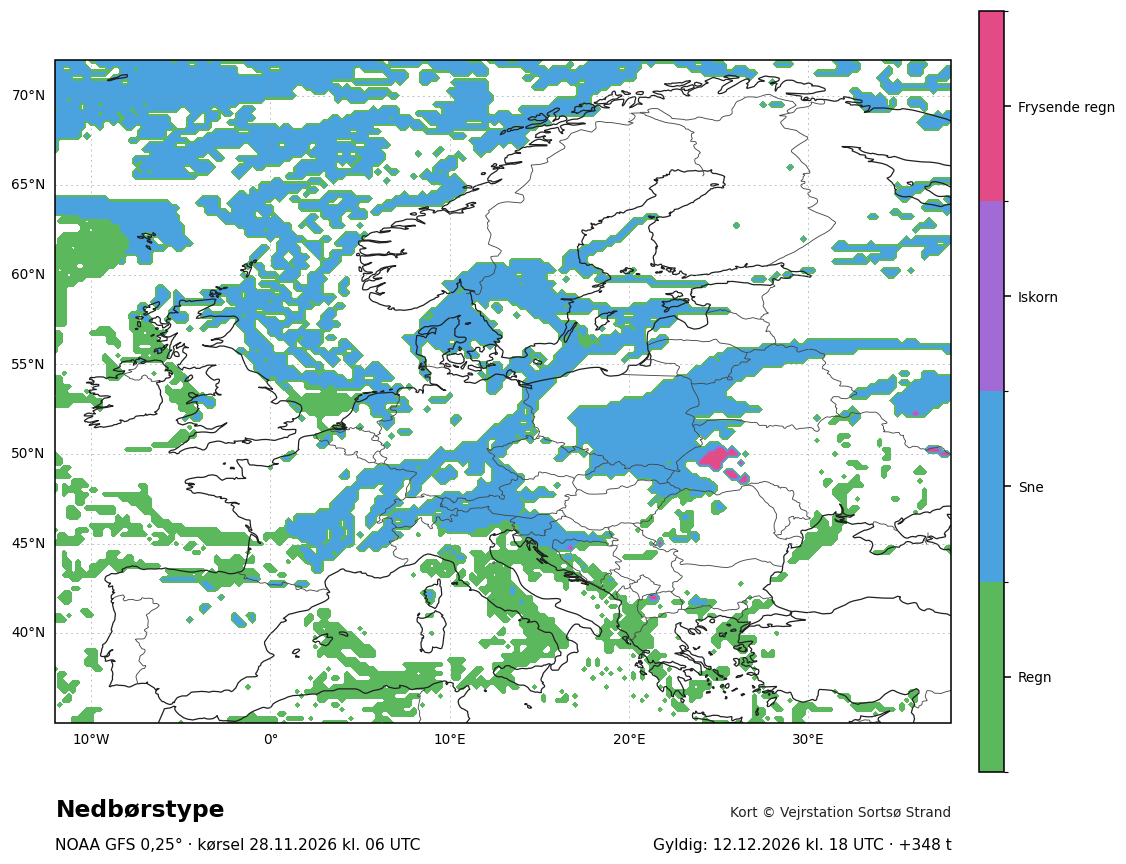 70°N
65°N
60°N
55°N
50°N
45°N
40°N
10°W
0°
10°E
20°E
30°E
Frysende regn
Iskorn
Sne
Regn
Nedbørstype
Kort © Vejrstation Sortsø Strand
NOAA GFS 0,25° · kørsel 28.11.2026 kl. 06 UTC
Gyldig: 12.12.2026 kl. 18 UTC · +348 t